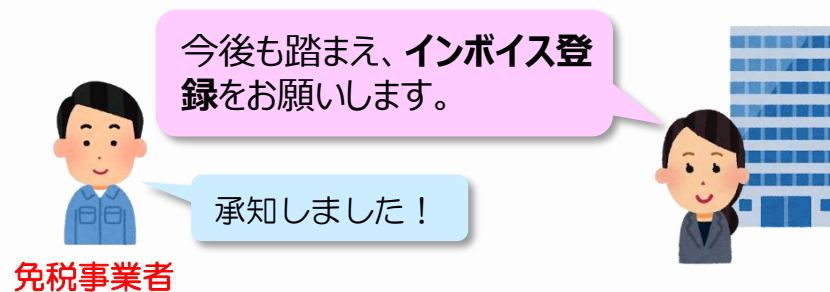 今後も踏まえ、インボイス登
録をお願いします。
承知しました！
免税事業者